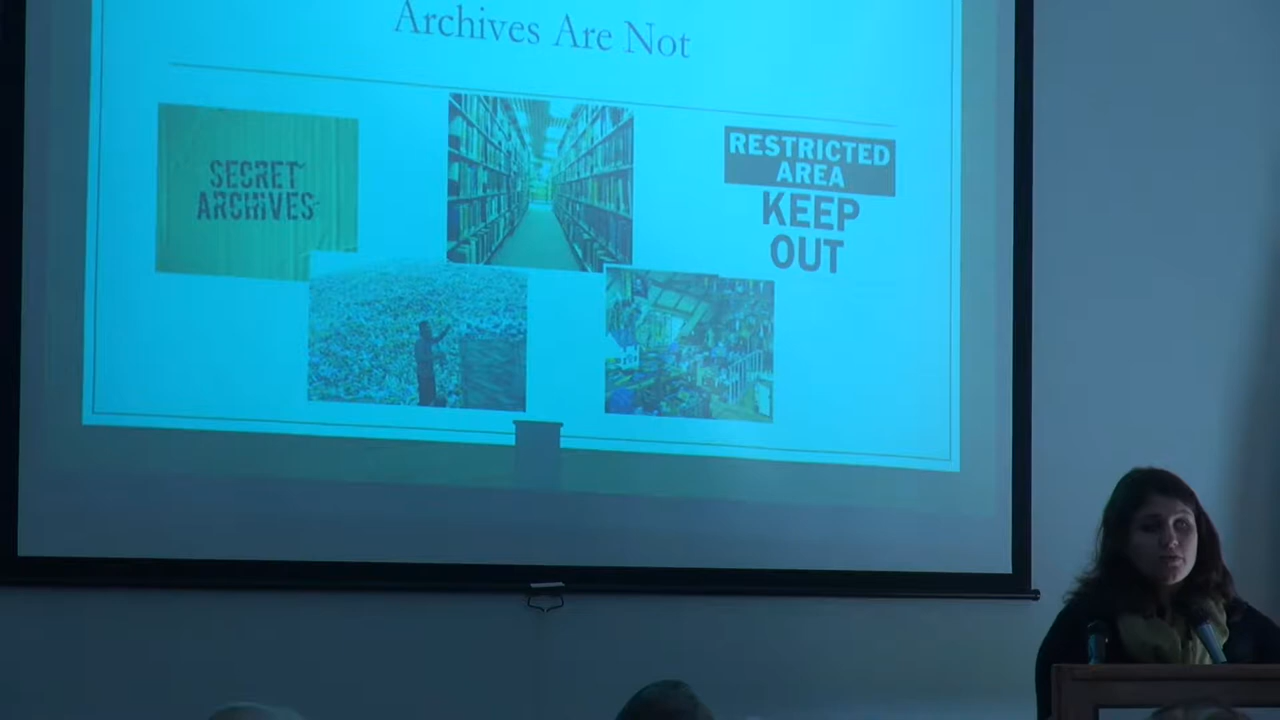 Archives Are Not
SECRET
ARCHIVES
RESTRICTED
AREA
KEEP
OUT